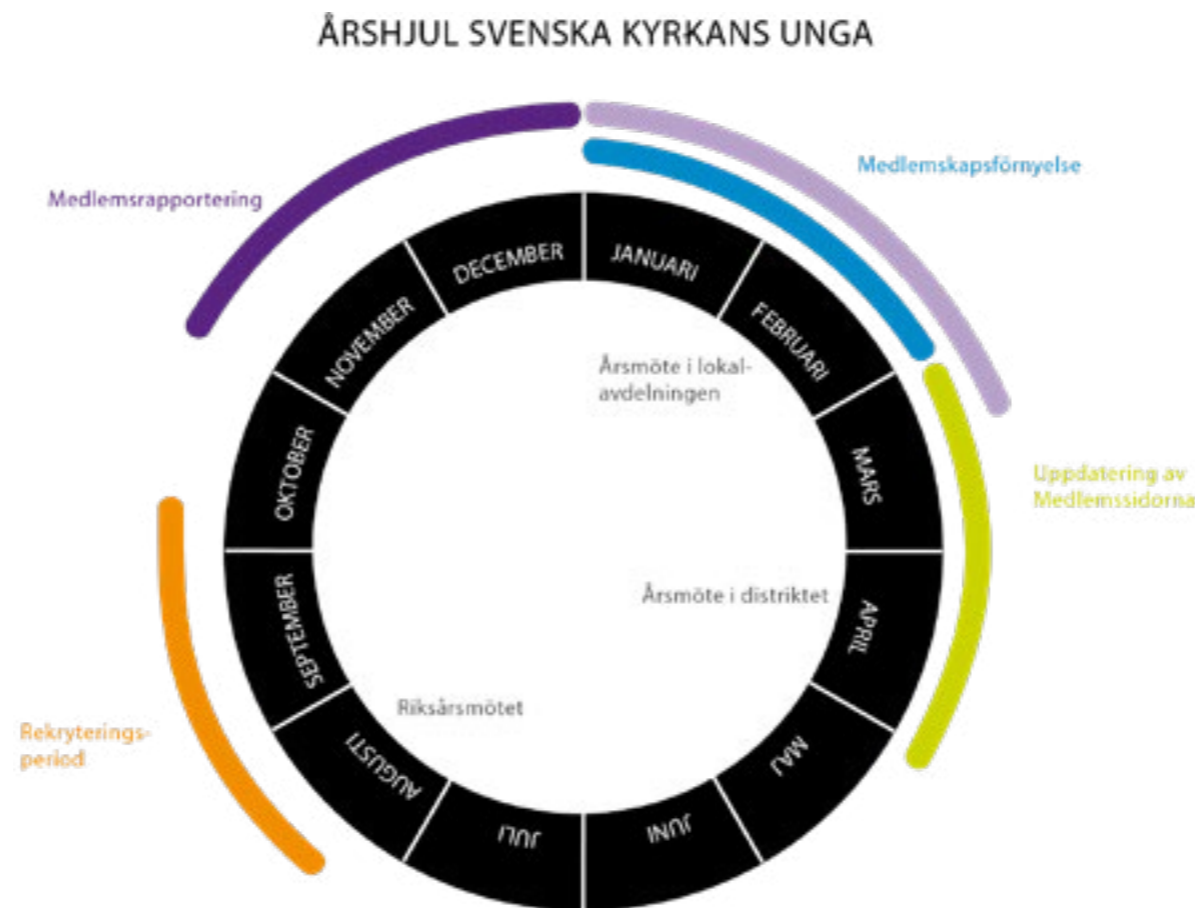 ÅRSHJUL SVENSKA KYRKANS UNGA
Medlemsrapportering
Medlemskapsförnyelse
DECEMBER
JANUARI
NOVEMBER
FEBRUARI
Årsmöte i lokal-
avdelningen
OKTOBER
MARS
Uppdatering av
Medlemssidorna
SEPTEMBER
Årsmöte i distriktet
APRIL
Riksårsmötet
Rekryterings-
period
AUGUSTI
MAJ
JULI
JUNI